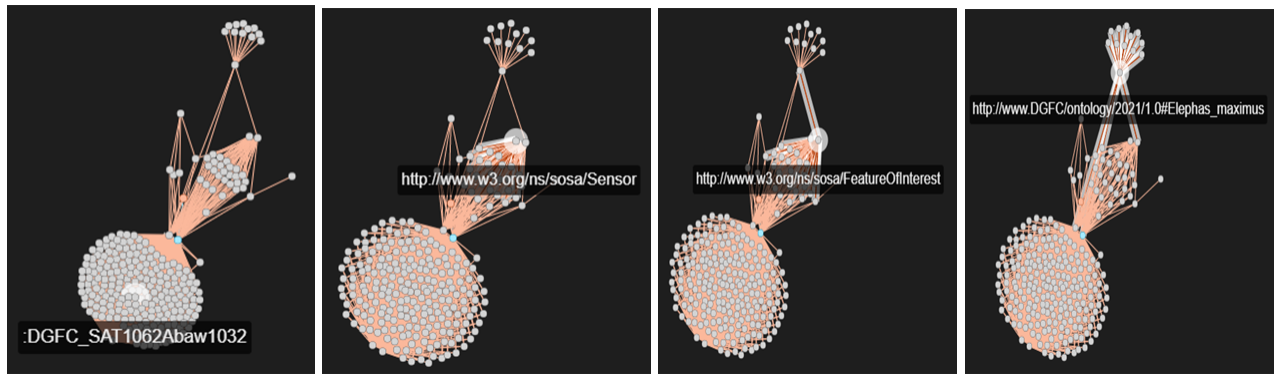 :DGFC_SAT1062Abaw1032
http://www.w3.org/ns/sosa/Sensor
http://www.w3.org/ns/sosa/FeatureOfInterest
http://www.DGFC/ontology/2021/1.0#Elephas_maximus